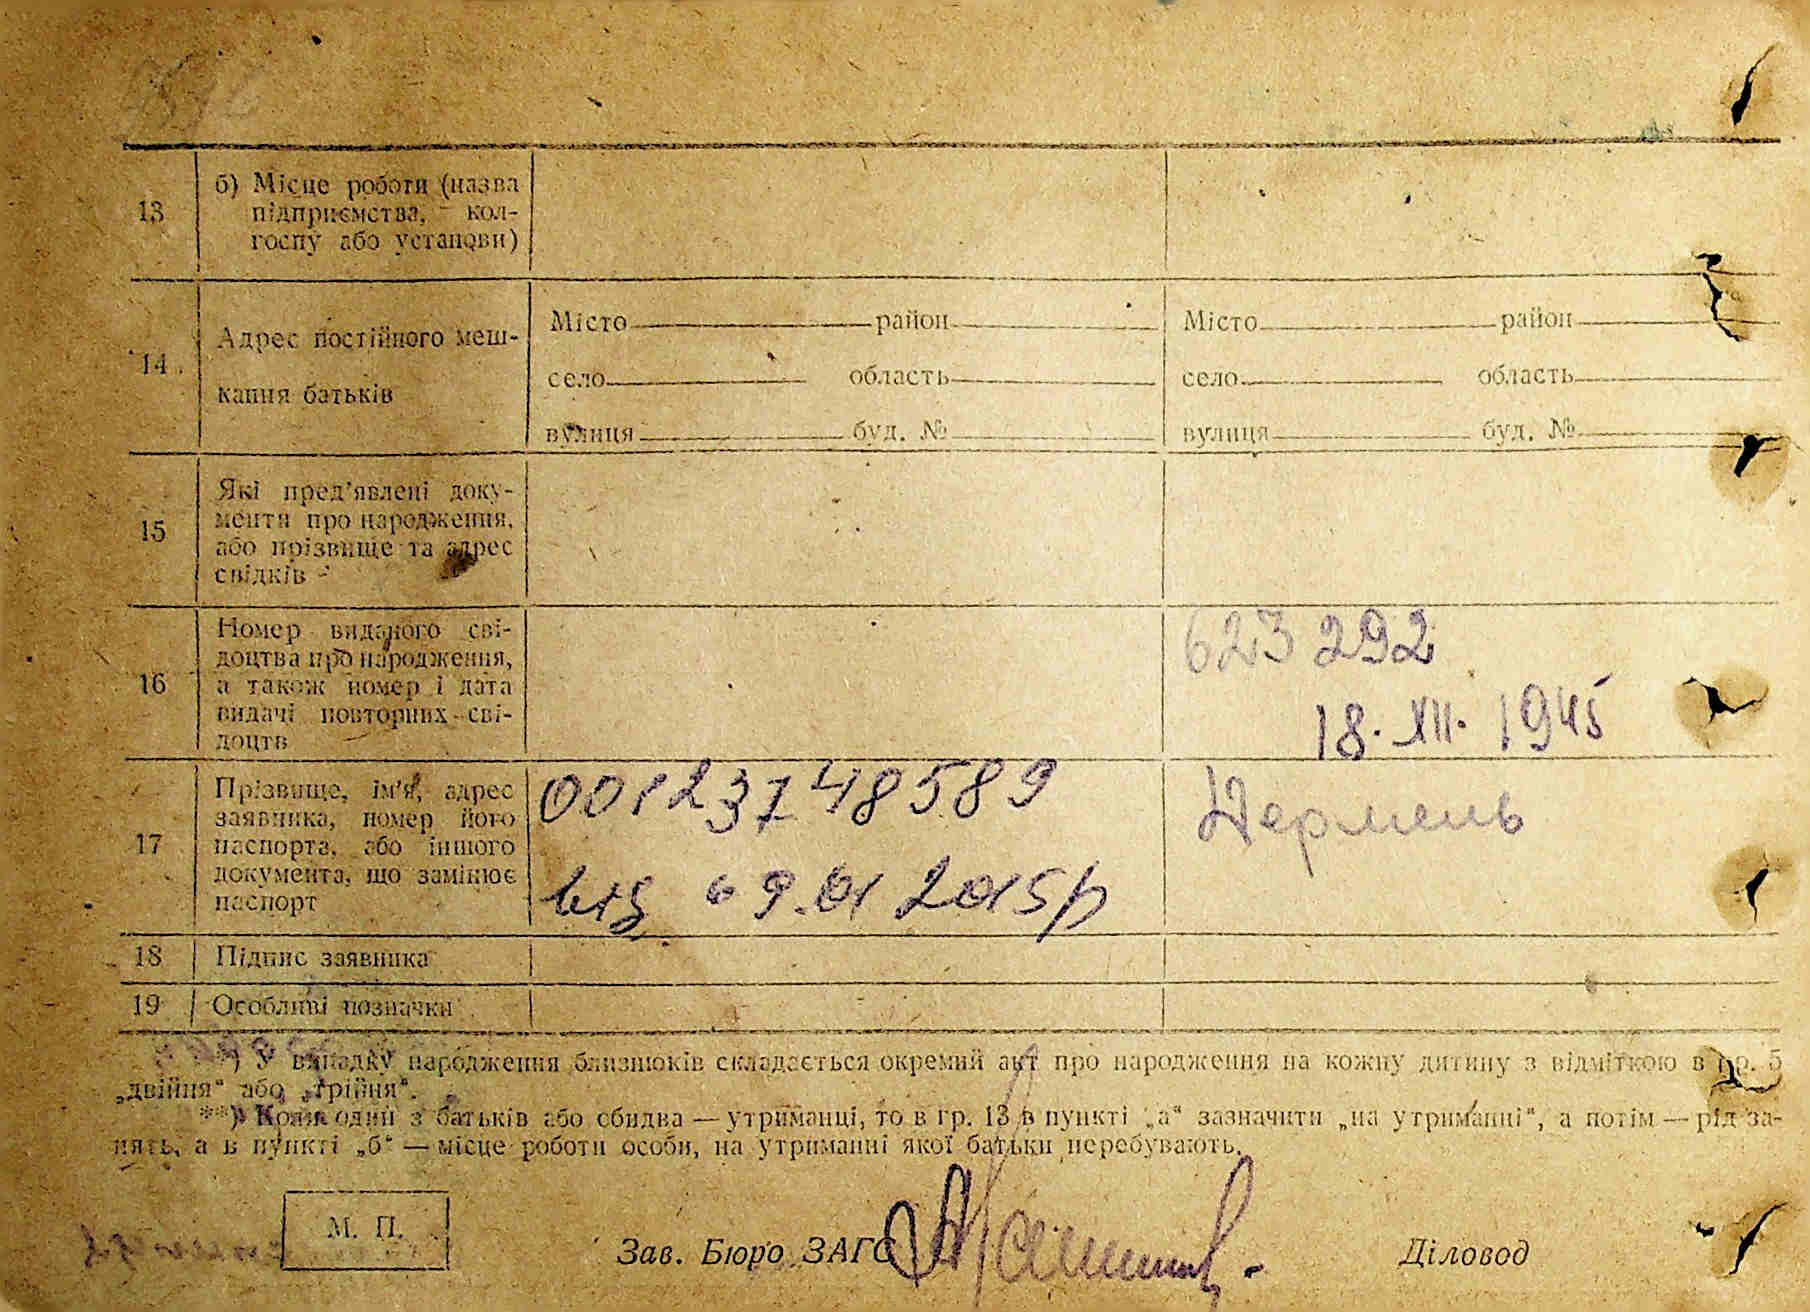 13
б) Місце роботи (назва
підприємства, кол-
госпу або установи)
14
Адрес постійного меш-
кання батьків
Місто район Місто район
село область село область
вулиця буд. № вулиця буд. №
15
Які пред'явлені доку-
менти про народження,
або прізвище та адрес
свідків
16
Номер виданого сві-
доцтва про народження,
а також номер і дата
видачі повторних сві-
доцтв
623292
18. XII. 1945
17
Прізвище, ім'я, адрес
заявника, номер його
паспорта, або іншого
документа, що замінює
паспорт
00123748589
від 09.01 2015р
18 Підпис заявника
19 Особливі позначки
*) У випадку народження близнюків складається окремий акт про народження на кожну дитину з відміткою в гр. 5
„двійня“ або „трійня“.
**) Коли один з батьків або обидва — утриманці, то в гр. 13 в пункті „а“ зазначити „на утриманні“, а потім — рід за-
нять, а в пункті „б“ — місце роботи особи, на утриманні якої батьки перебувають.
М. П.
Зав. Бюро ЗАГС Діловод